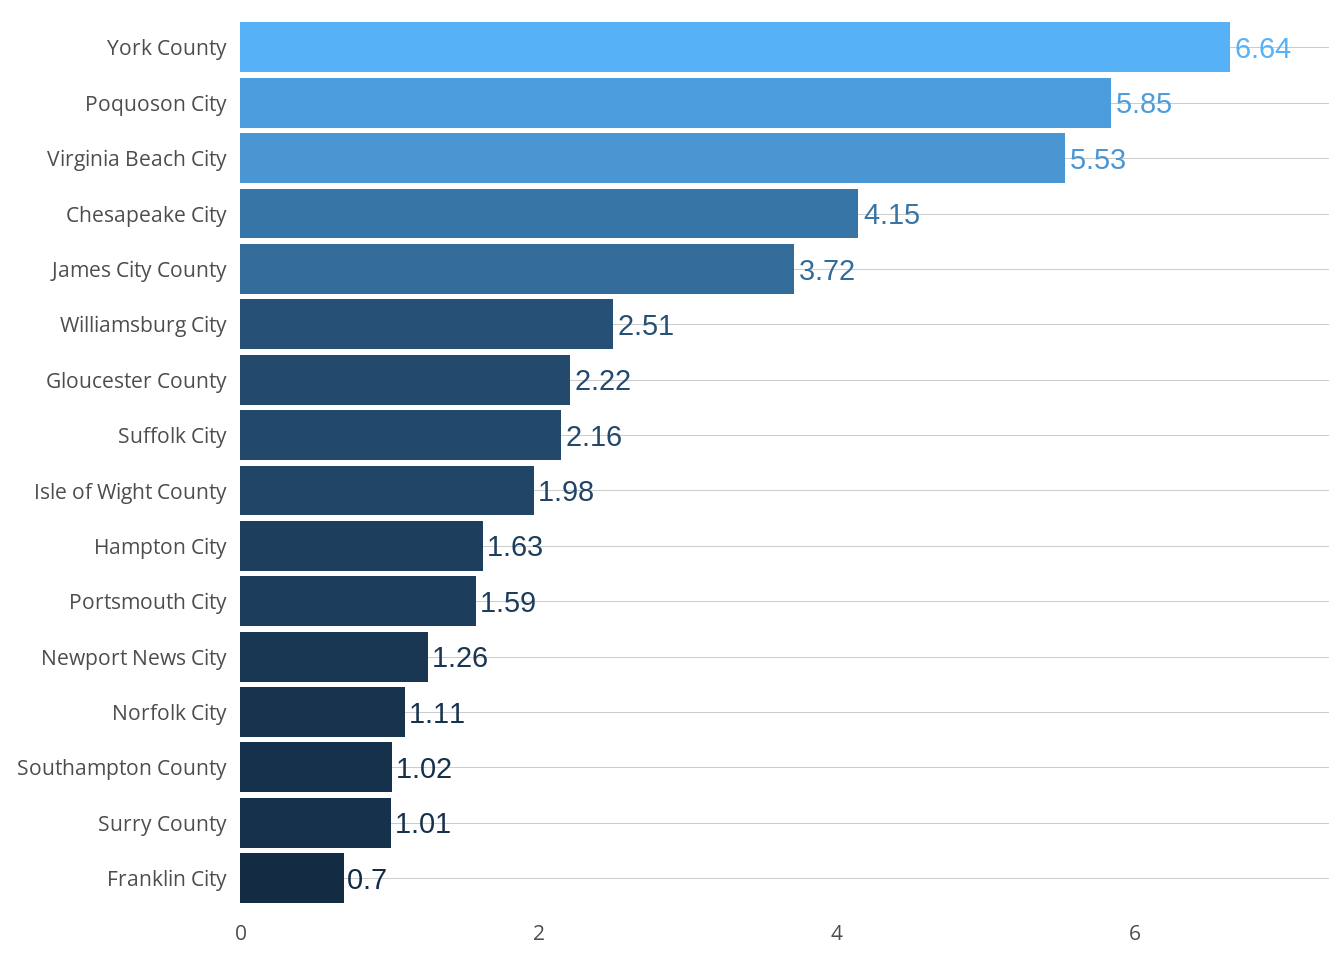 York County 6.64
Poquoson City 5.85
Virginia Beach City 5.53
Chesapeake City 4.15
James City County 3.72
Williamsburg City 2.51
Gloucester County 2.22
Suffolk City 2.16
Isle of Wight County 1.98
Hampton City 1.63
Portsmouth City 1.59
Newport News City 1.26
Norfolk City 1.11
Southampton County 1.02
Surry County 1.01
Franklin City 0.7
0 2 4 6